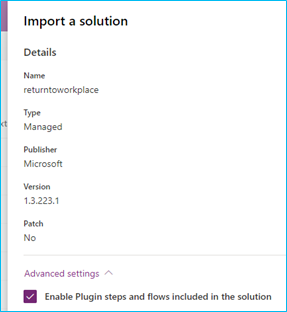 Import a solution
Details
Name
returntoworkplace
Type
Managed
Publisher
Microsoft
Version
1.3.223.1
Patch
No
Advanced settings
Enable Plugin steps and flows included in the solution